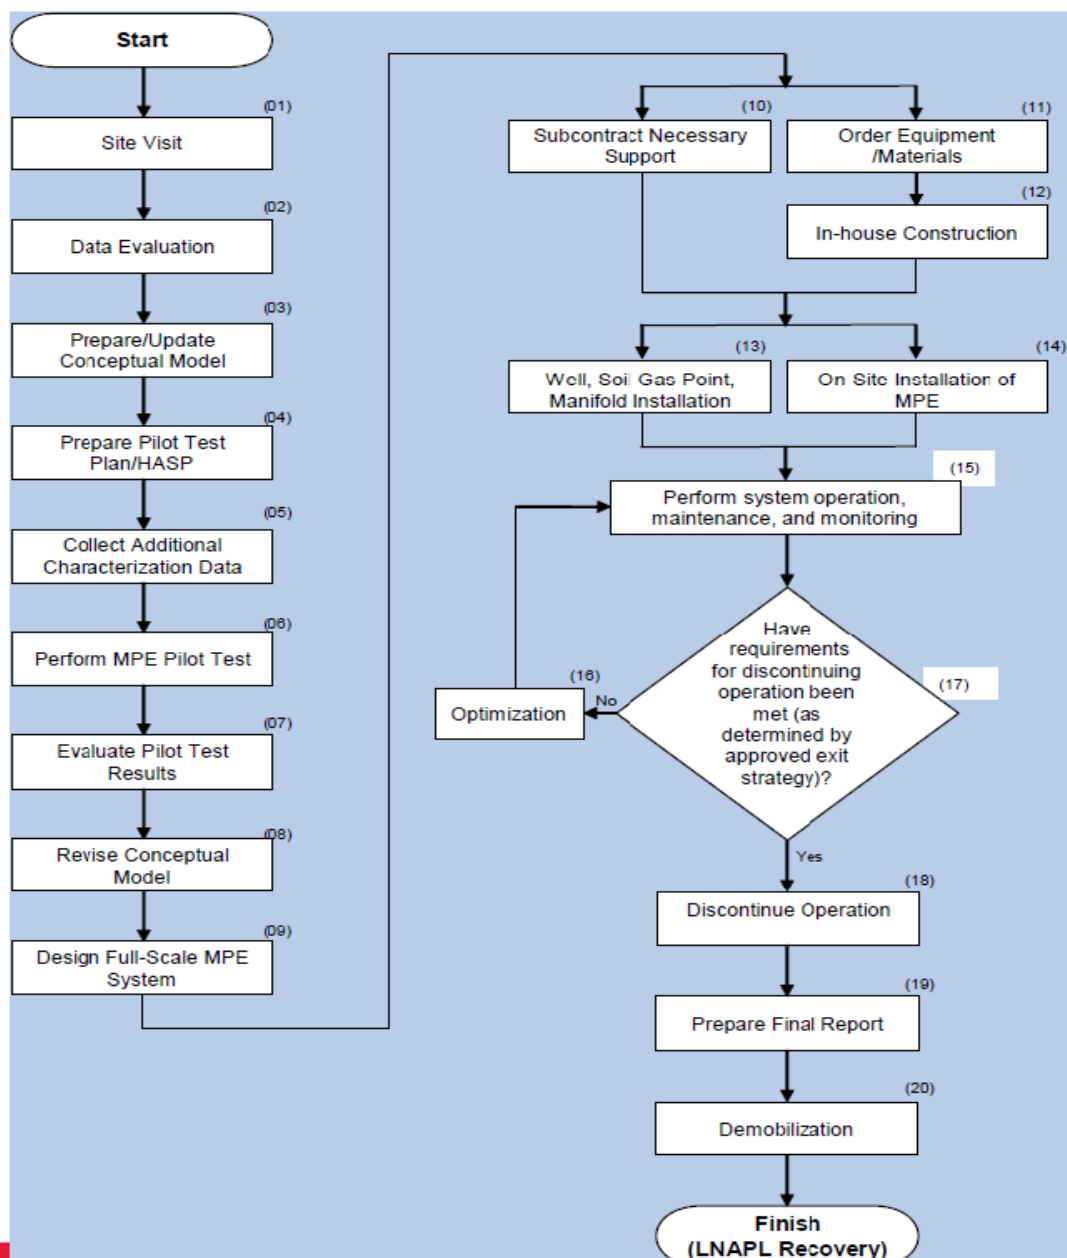 Start
(01)
Site Visit
(02)
Data Evaluation
(03)
Prepare/Update
Conceptual Model
(04)
Prepare Pilot Test
Plan/HASP
(05)
Collect Additional
Characterization Data
(06)
Perform MPE Pilot Test
(07)
Evaluate Pilot Test
Results
(08)
Revise Conceptual
Model
(09)
Design Full-Scale MPE
System
(10)
Subcontract Necessary
Support
(11)
Order Equipment
/Materials
(12)
In-house Construction
(13)
Well, Soil Gas Point,
Manifold Installation
(14)
On Site Installation of
MPE
(15)
Perform system operation,
maintenance, and monitoring
(16)
Optimization
No
(17)
Have
requirements
for discontinuing
operation been
met (as
determined by
approved exit
strategy)?
Yes
(18)
Discontinue Operation
(19)
Prepare Final Report
(20)
Demobilization
Finish
(LNAPL Recovery)